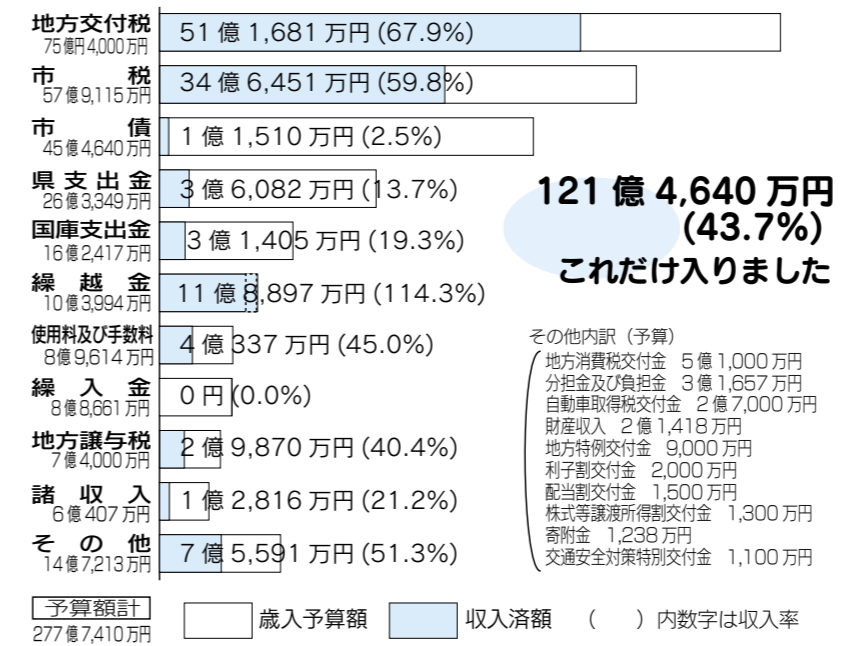 地方交付税
75億円4,000万円
51億1,681万円(67.9%)
市税
57億9,115万円
34億6,451万円(59.8%)
市債
45億4,640万円
1億1,510万円(2.5%)
県支出金
26億3,349万円
3億6,082万円(13.7%)
国庫支出金
16億2,417万円
3億1,405万円(19.3%)
繰越金
10億3,994万円
11億8,897万円(114.3%)
使用料及び手数料
8億9,614万円
4億337万円(45.0%)
繰入金
8億8,661万円
0円(0.0%)
地方譲与税
7億4,000万円
2億9,870万円(40.4%)
諸収入
6億407万円
1億2,816万円(21.2%)
その他
14億7,213万円
7億5,591万円(51.3%)
121億4,640万円
(43.7%)
これだけ入りました
その他内訳（予算）
地方消費税交付金 5億1,000万円
分担金及び負担金 3億1,657万円
自動車取得税交付金 2億7,000万円
財産収入 2億1,418万円
地方特例交付金 9,000万円
利子割交付金 2,000万円
配当割交付金 1,500万円
株式等譲渡所得割交付金 1,300万円
寄附金 1,238万円
交通安全対策特別交付金 1,100万円
予算額計
277億7,410万円
歳入予算額
収入済額
（　　）内数字は収入率